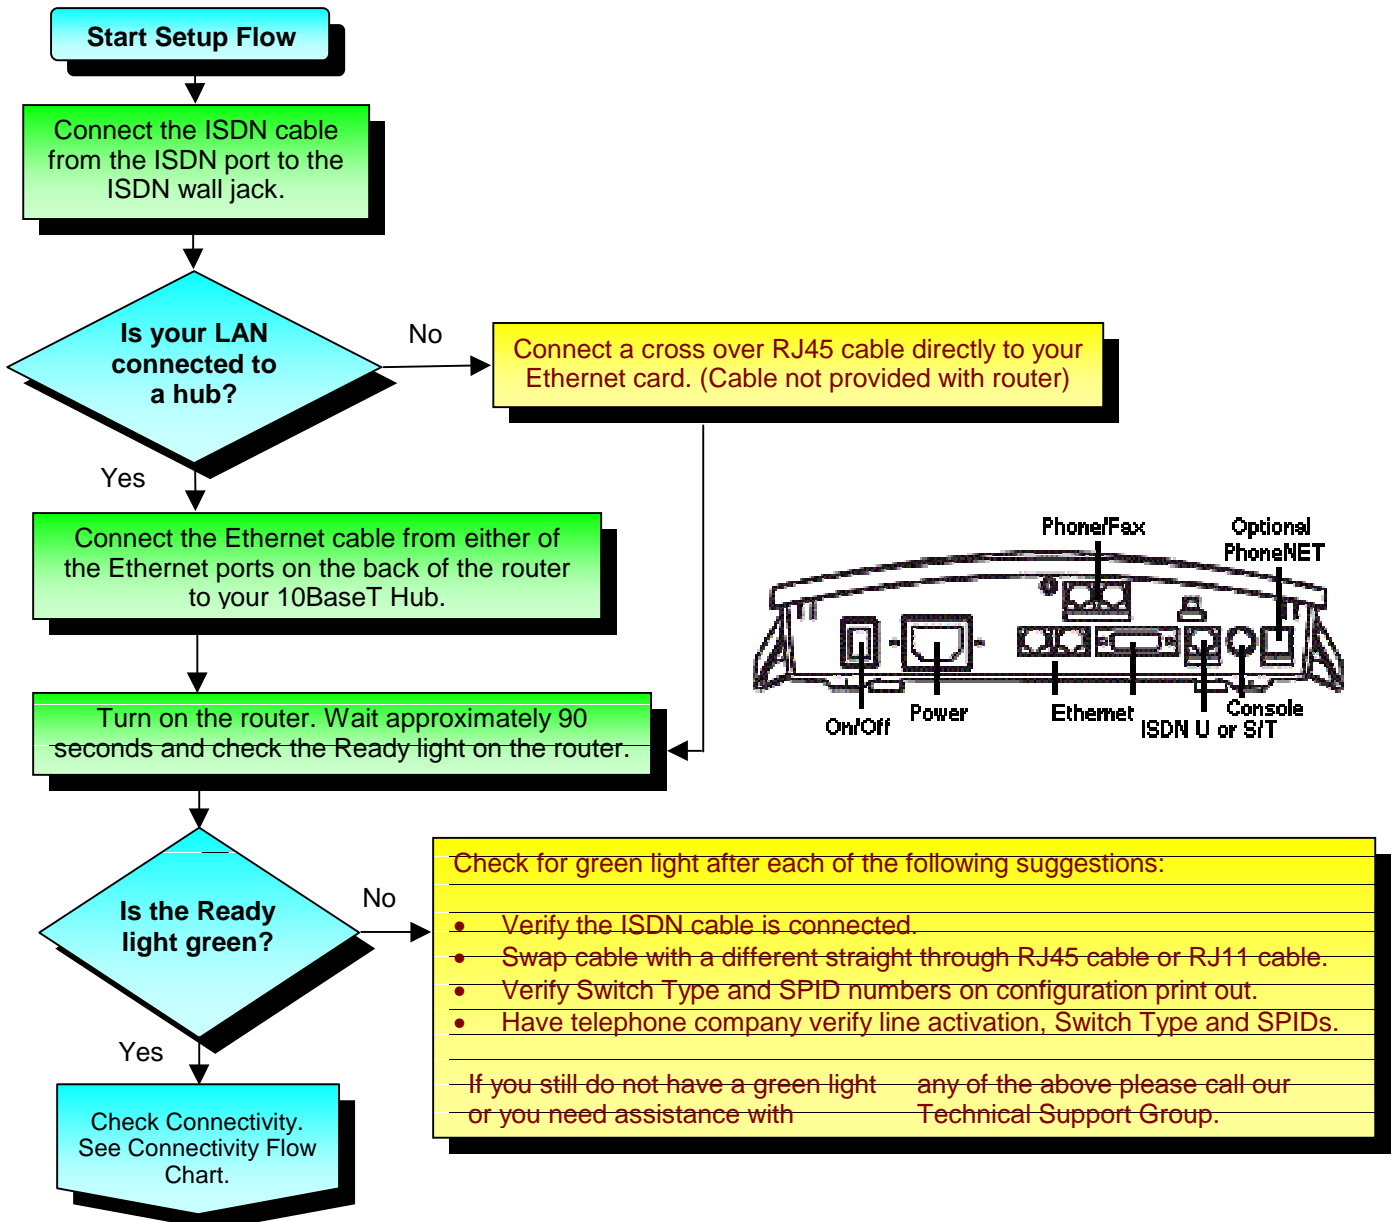 Start Setup Flow
Connect the ISDN cable
from the ISDN port to the
ISDN wall jack.
Is your LAN
connected to
a hub?
No
Connect a cross over RJ45 cable directly to your
Ethernet card. (Cable not provided with router)
Yes
Connect the Ethernet cable from either of
the Ethernet ports on the back of the router
to your 10BaseT Hub.
Phone/Fax
Optional
PhoneNET
On/Off
Power
Ethernet
ISDN U or S/T
Console
Turn on the router. Wait approximately 90
seconds and check the Ready light on the router.
Is the Ready
light green?
No
Check for green light after each of the following suggestions:
• Verify the ISDN cable is connected.
• Swap cable with a different straight through RJ45 cable or RJ11 cable.
• Verify Switch Type and SPID numbers on configuration print out.
• Have telephone company verify line activation, Switch Type and SPIDs.
If you still do not have a green light any of the above please call our
or you need assistance with Technical Support Group.
Yes
Check Connectivity.
See Connectivity Flow
Chart.